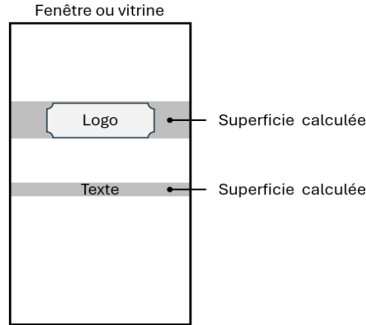 Fenêtre ou vitrine
Logo
Superficie calculée
Texte
Superficie calculée